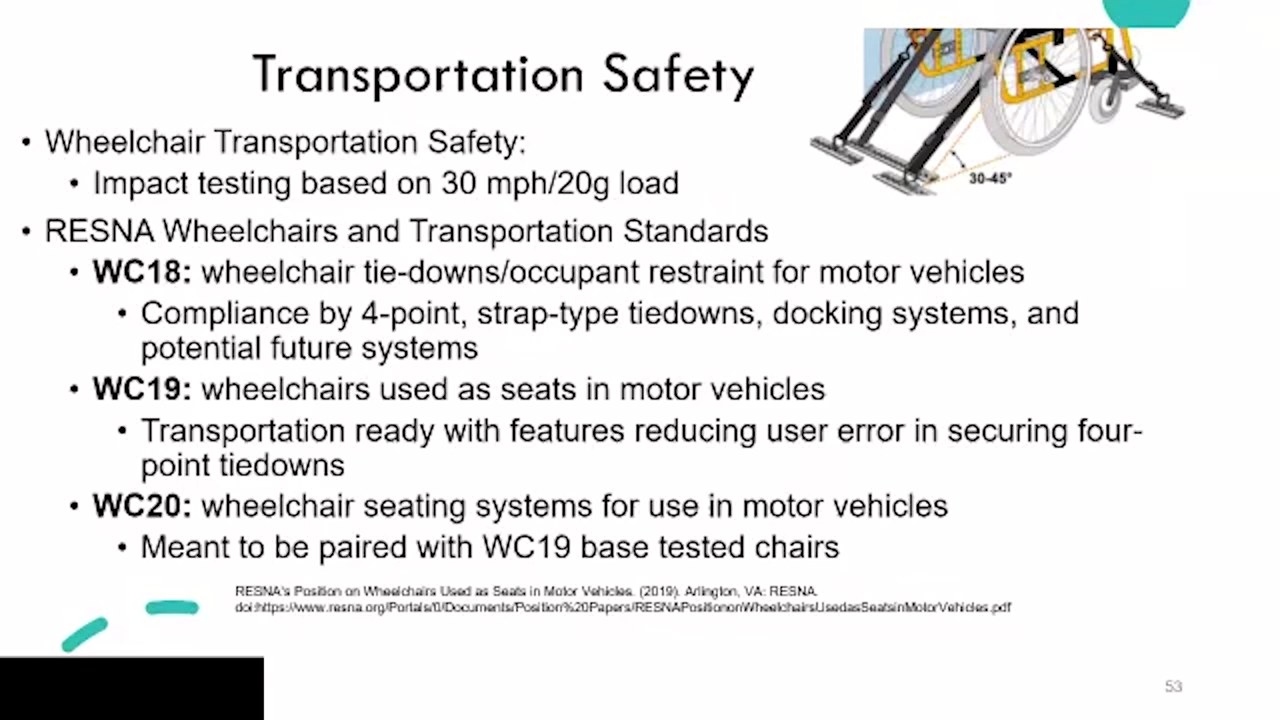 Transportation Safety
30-45°
• Wheelchair Transportation Safety:
• Impact testing based on 30 mph/20g load
• RESNA Wheelchairs and Transportation Standards
• WC18: wheelchair tie-downs/occupant restraint for motor vehicles
• Compliance by 4-point, strap-type tiedowns, docking systems, and
potential future systems
• WC19: wheelchairs used as seats in motor vehicles
• Transportation ready with features reducing user error in securing four-
point tiedowns
• WC20: wheelchair seating systems for use in motor vehicles
• Meant to be paired with WC19 base tested chairs
RESNA's Position on Wheelchairs Used as Seats in Motor Vehicles. (2019). Arlington, VA: RESNA.
doi:https://www.resna.org/Portals/0/Documents/Position%20Papers/RESNAPositiononWheelchairsUsedasSeatsinMotorVehicles.pdf
53